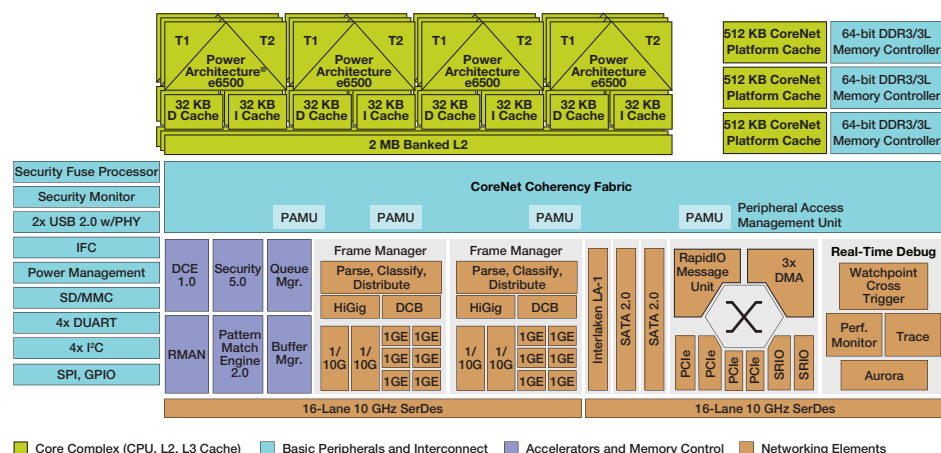 T1 T2 T1 T2 T1 T2 T1 T2
Power
Architecture®
e6500
Power
Architecture
e6500
Power
Architecture
e6500
Power
Architecture
e6500
32 KB
D Cache
32 KB
I Cache
32 KB
D Cache
32 KB
I Cache
32 KB
D Cache
32 KB
I Cache
32 KB
D Cache
32 KB
I Cache
2 MB Banked L2
512 KB CoreNet
Platform Cache
64-bit DDR3/3L
Memory Controller
512 KB CoreNet
Platform Cache
64-bit DDR3/3L
Memory Controller
512 KB CoreNet
Platform Cache
64-bit DDR3/3L
Memory Controller
Security Fuse Processor
Security Monitor
2x USB 2.0 w/PHY
IFC
Power Management
SD/MMC
4x DUART
4x I²C
SPI, GPIO
CoreNet Coherency Fabric
PAMU
PAMU
PAMU
PAMU
Peripheral Access
Management Unit
DCE
1.0
Security
5.0
Queue
Mgr.
RMAN
Pattern
Match
Engine
2.0
Buffer
Mgr.
Frame Manager
Parse, Classify,
Distribute
HiGig
DCB
1/
10G
1/
10G
1GE 1GE
1GE 1GE
1GE 1GE
Frame Manager
Parse, Classify,
Distribute
HiGig
DCB
1/
10G
1/
10G
1GE 1GE
1GE 1GE
1GE 1GE
Interlaken LA-1
SATA 2.0
SATA 2.0
RapidIO
Message
Unit
3x
DMA
PCIe
PCIe
PCIe
PCIe
SRIO
SRIO
Real-Time Debug
Watchpoint
Cross
Trigger
Perf.
Monitor
Trace
Aurora
16-Lane 10 GHz SerDes
16-Lane 10 GHz SerDes
Core Complex (CPU, L2, L3 Cache)
Basic Peripherals and Interconnect
Accelerators and Memory Control
Networking Elements